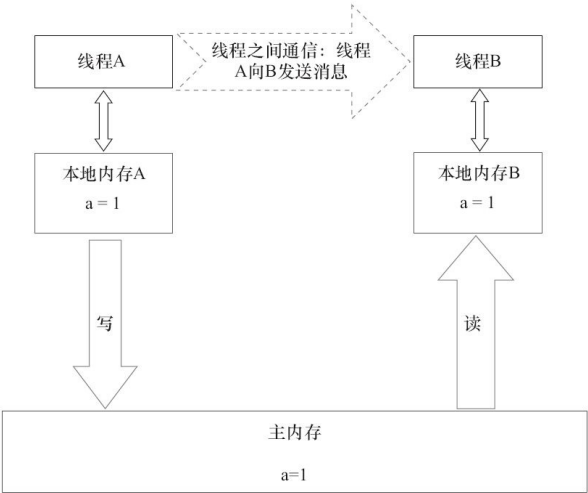 线程A
线程之间通信：线程
A向B发送消息
线程B
本地内存A
a = 1
本地内存B
a = 1
写
读
主内存
a=1